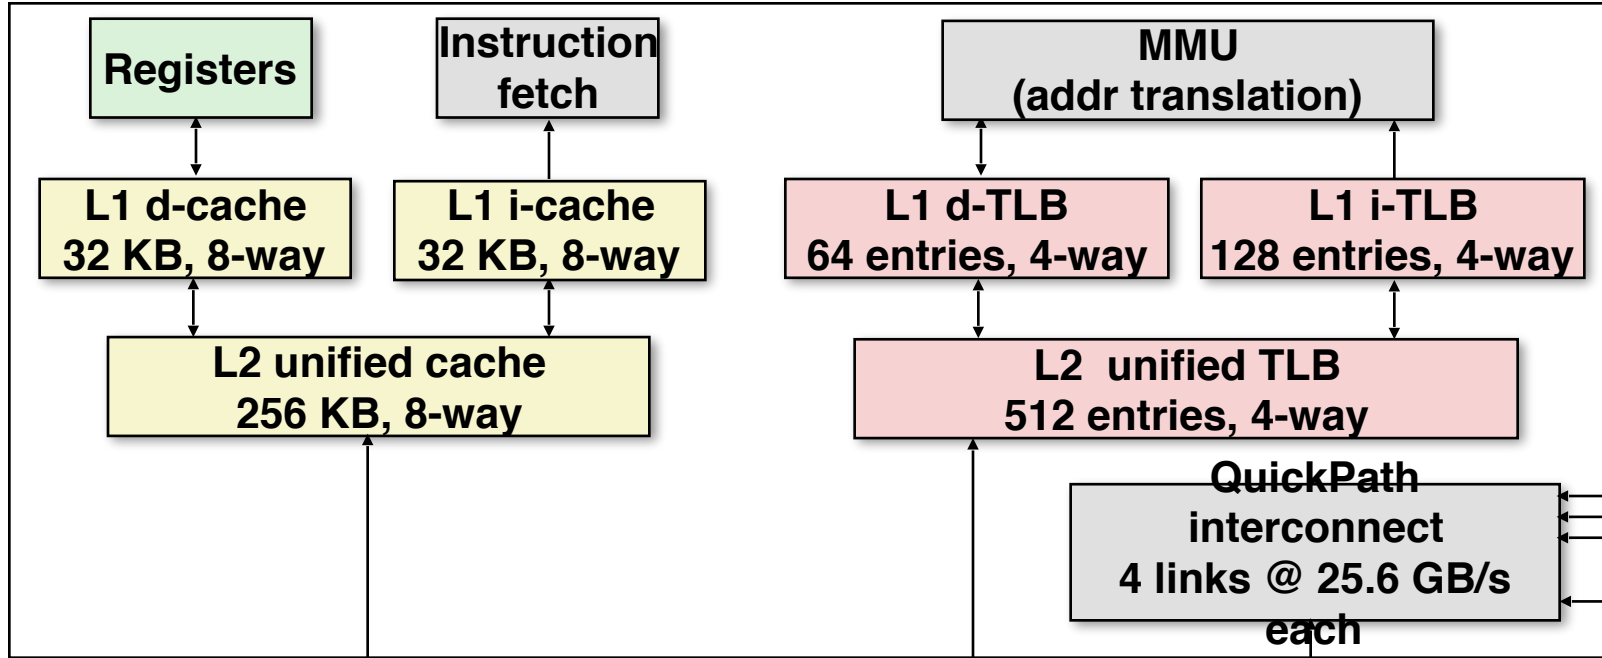 Registers
Instruction
fetch
MMU
(addr translation)
L1 d-cache
32 KB, 8-way
L1 i-cache
32 KB, 8-way
L1 d-TLB
64 entries, 4-way
L1 i-TLB
128 entries, 4-way
L2 unified cache
256 KB, 8-way
L2 unified TLB
512 entries, 4-way
QuickPath
interconnect
4 links @ 25.6 GB/s
each